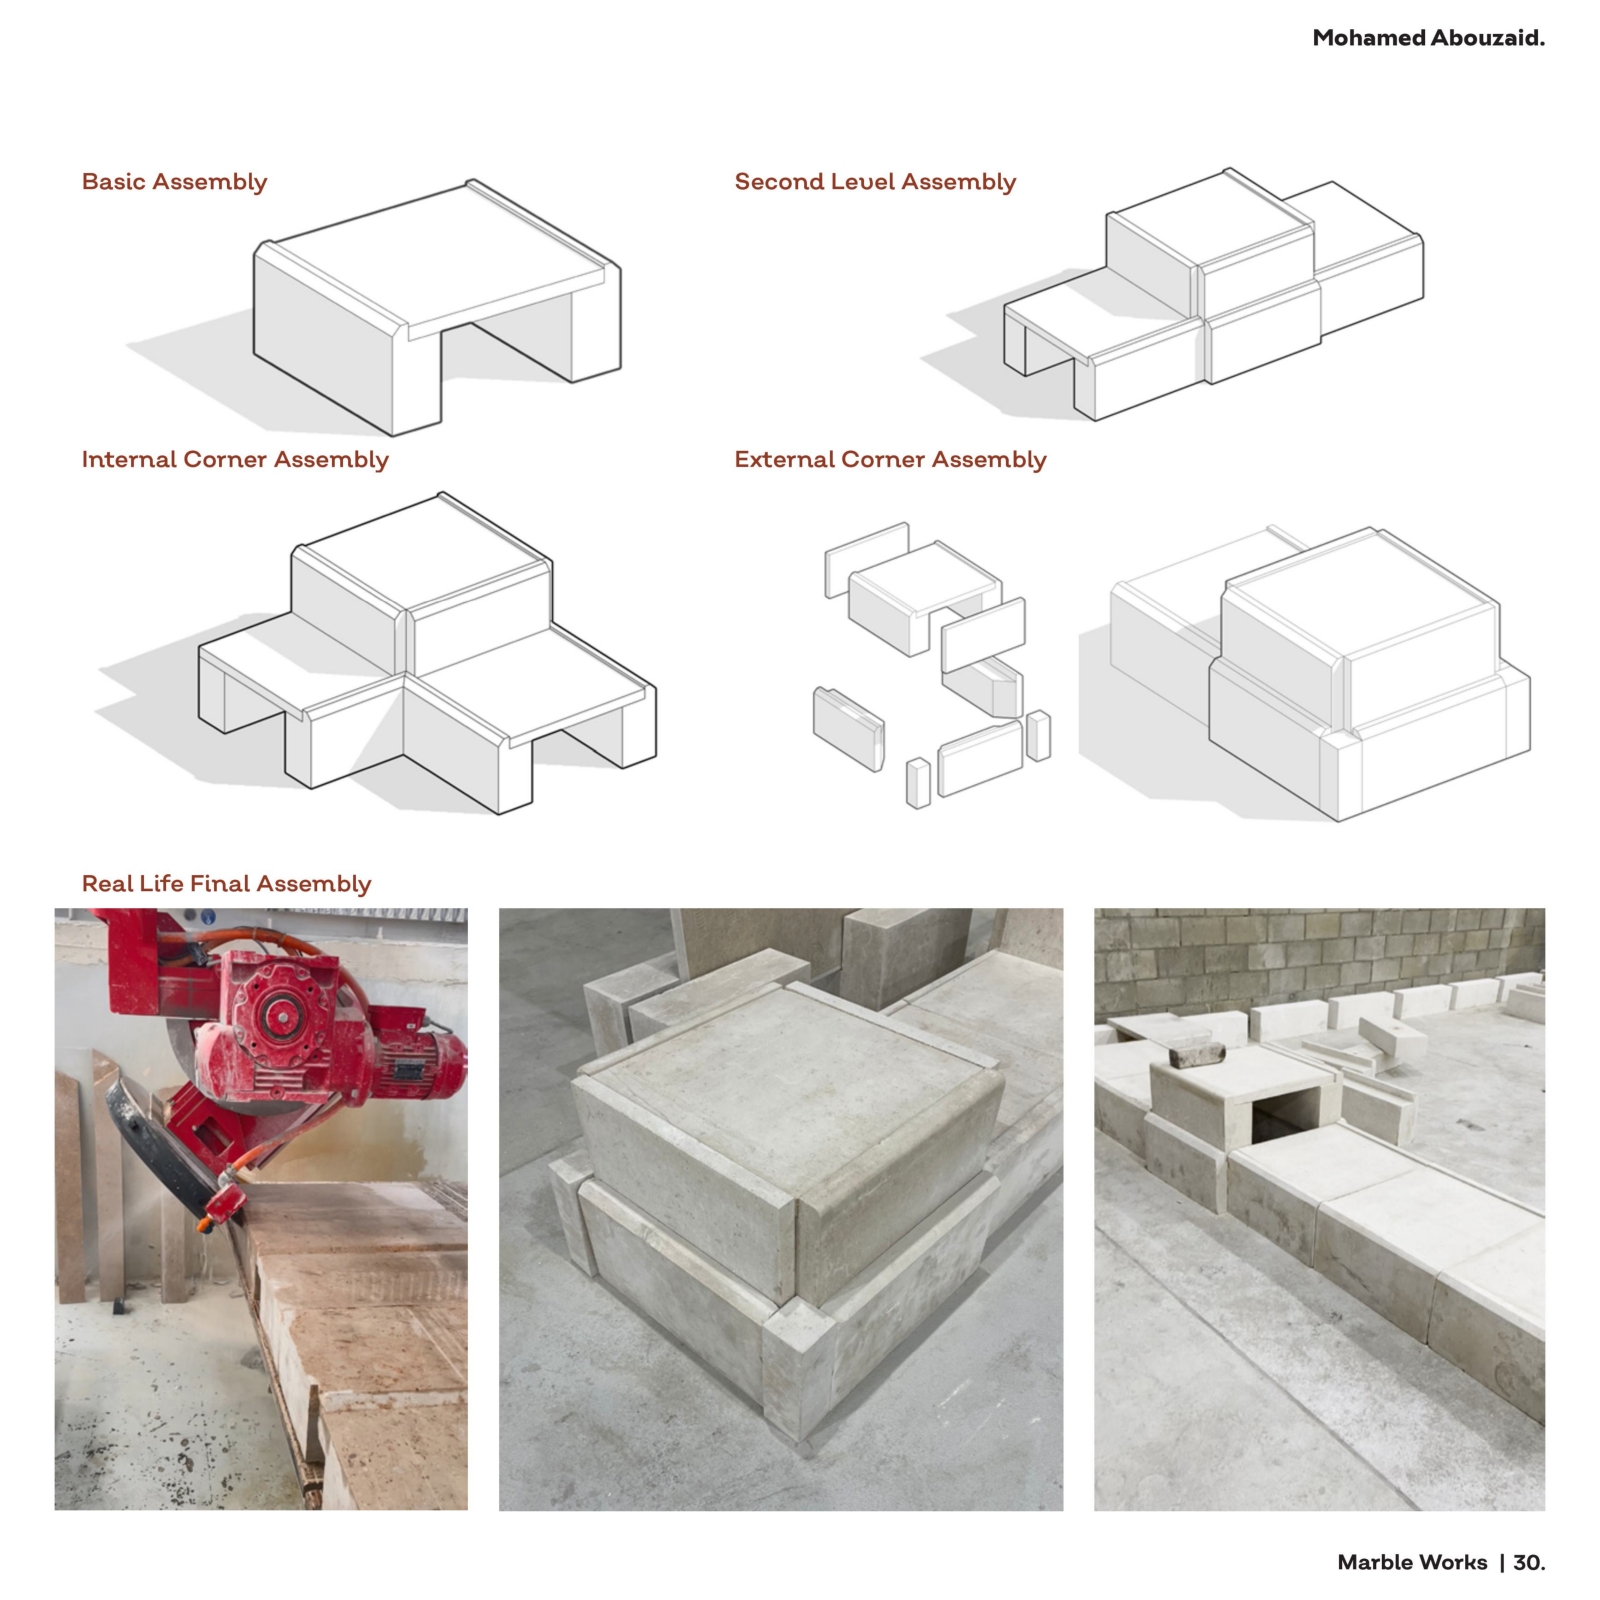 Mohamed Abouzaid.
Basic Assembly
Second Level Assembly
Internal Corner Assembly
External Corner Assembly
Real Life Final Assembly
Marble Works | 30.